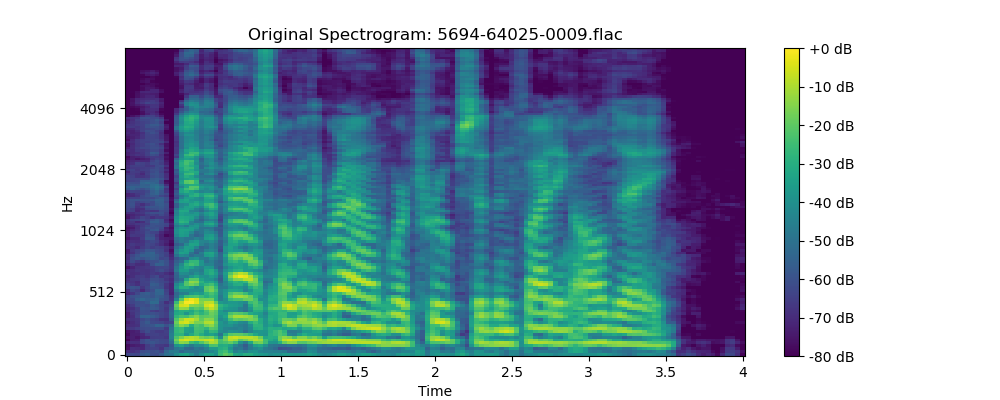 Original Spectrogram: 5694-64025-0009.flac
Hz
4096
2048
1024
512
0
0 0.5 1 1.5 2 2.5 3 3.5 4
Time
+0 dB
-10 dB
-20 dB
-30 dB
-40 dB
-50 dB
-60 dB
-70 dB
-80 dB